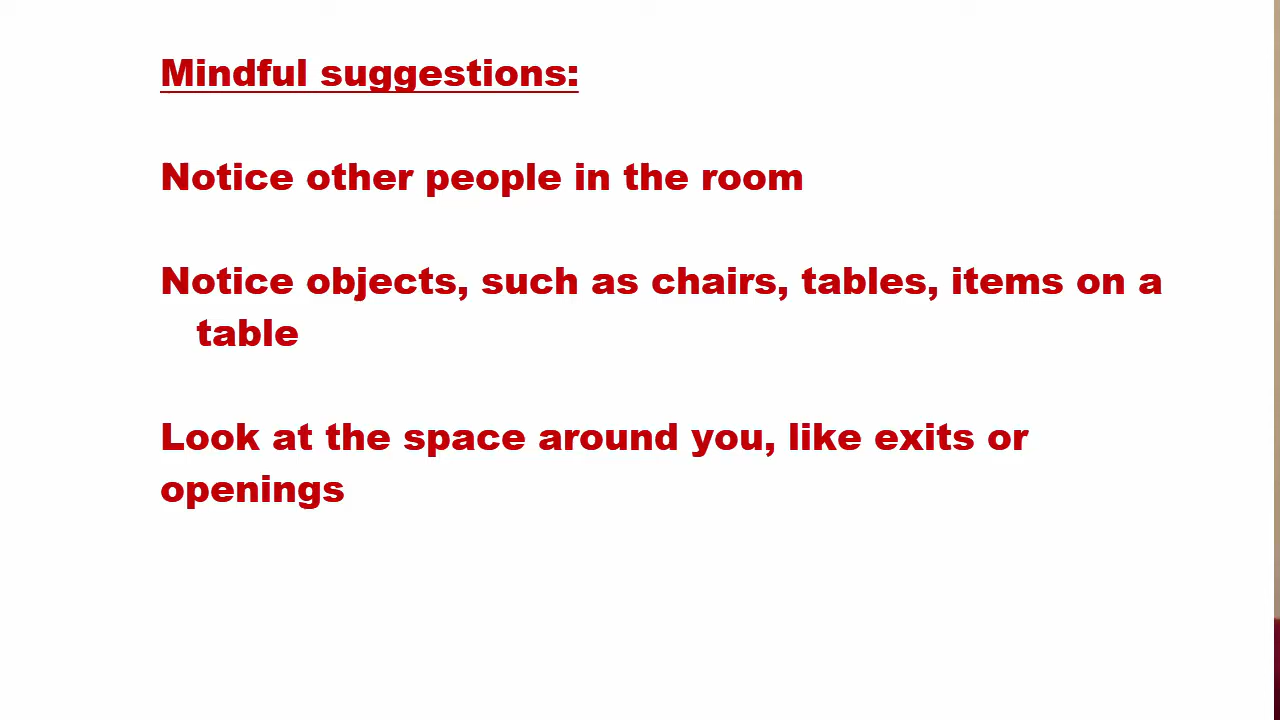 Mindful suggestions:
Notice other people in the room
Notice objects, such as chairs, tables, items on a
table
Look at the space around you, like exits or
openings